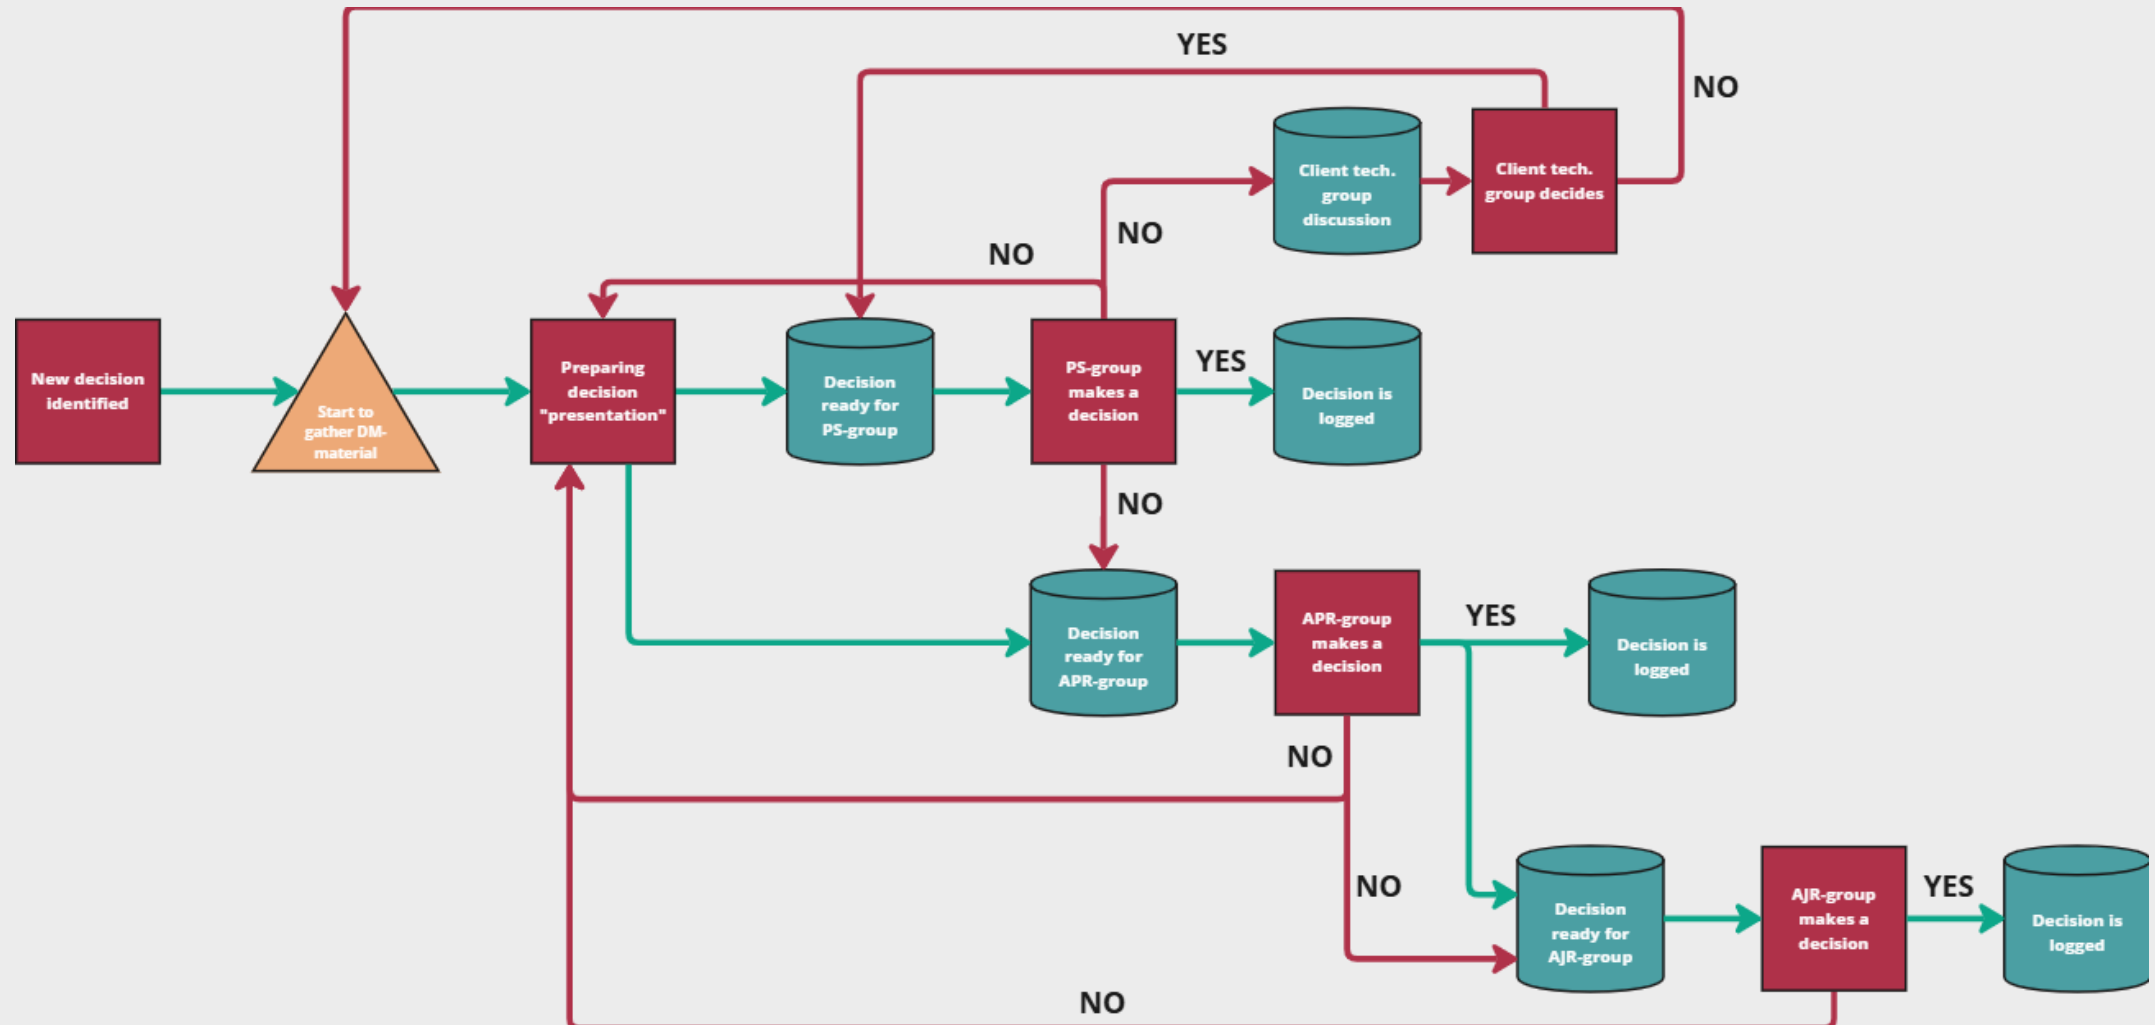 YES
NO
Client tech.
group
discussion
Client tech.
group decides
NO
NO
New decision
identified
Start to
gather DM-
material
Preparing
decision
"presentation"
Decision
ready for
PS-group
PS-group
makes a
decision
YES
Decision is
logged
NO
Decision
ready for
APR-group
APR-group
makes a
decision
YES
Decision is
logged
NO
NO
Decision
ready for
AJR-group
AJR-group
makes a
decision
YES
Decision is
logged
NO